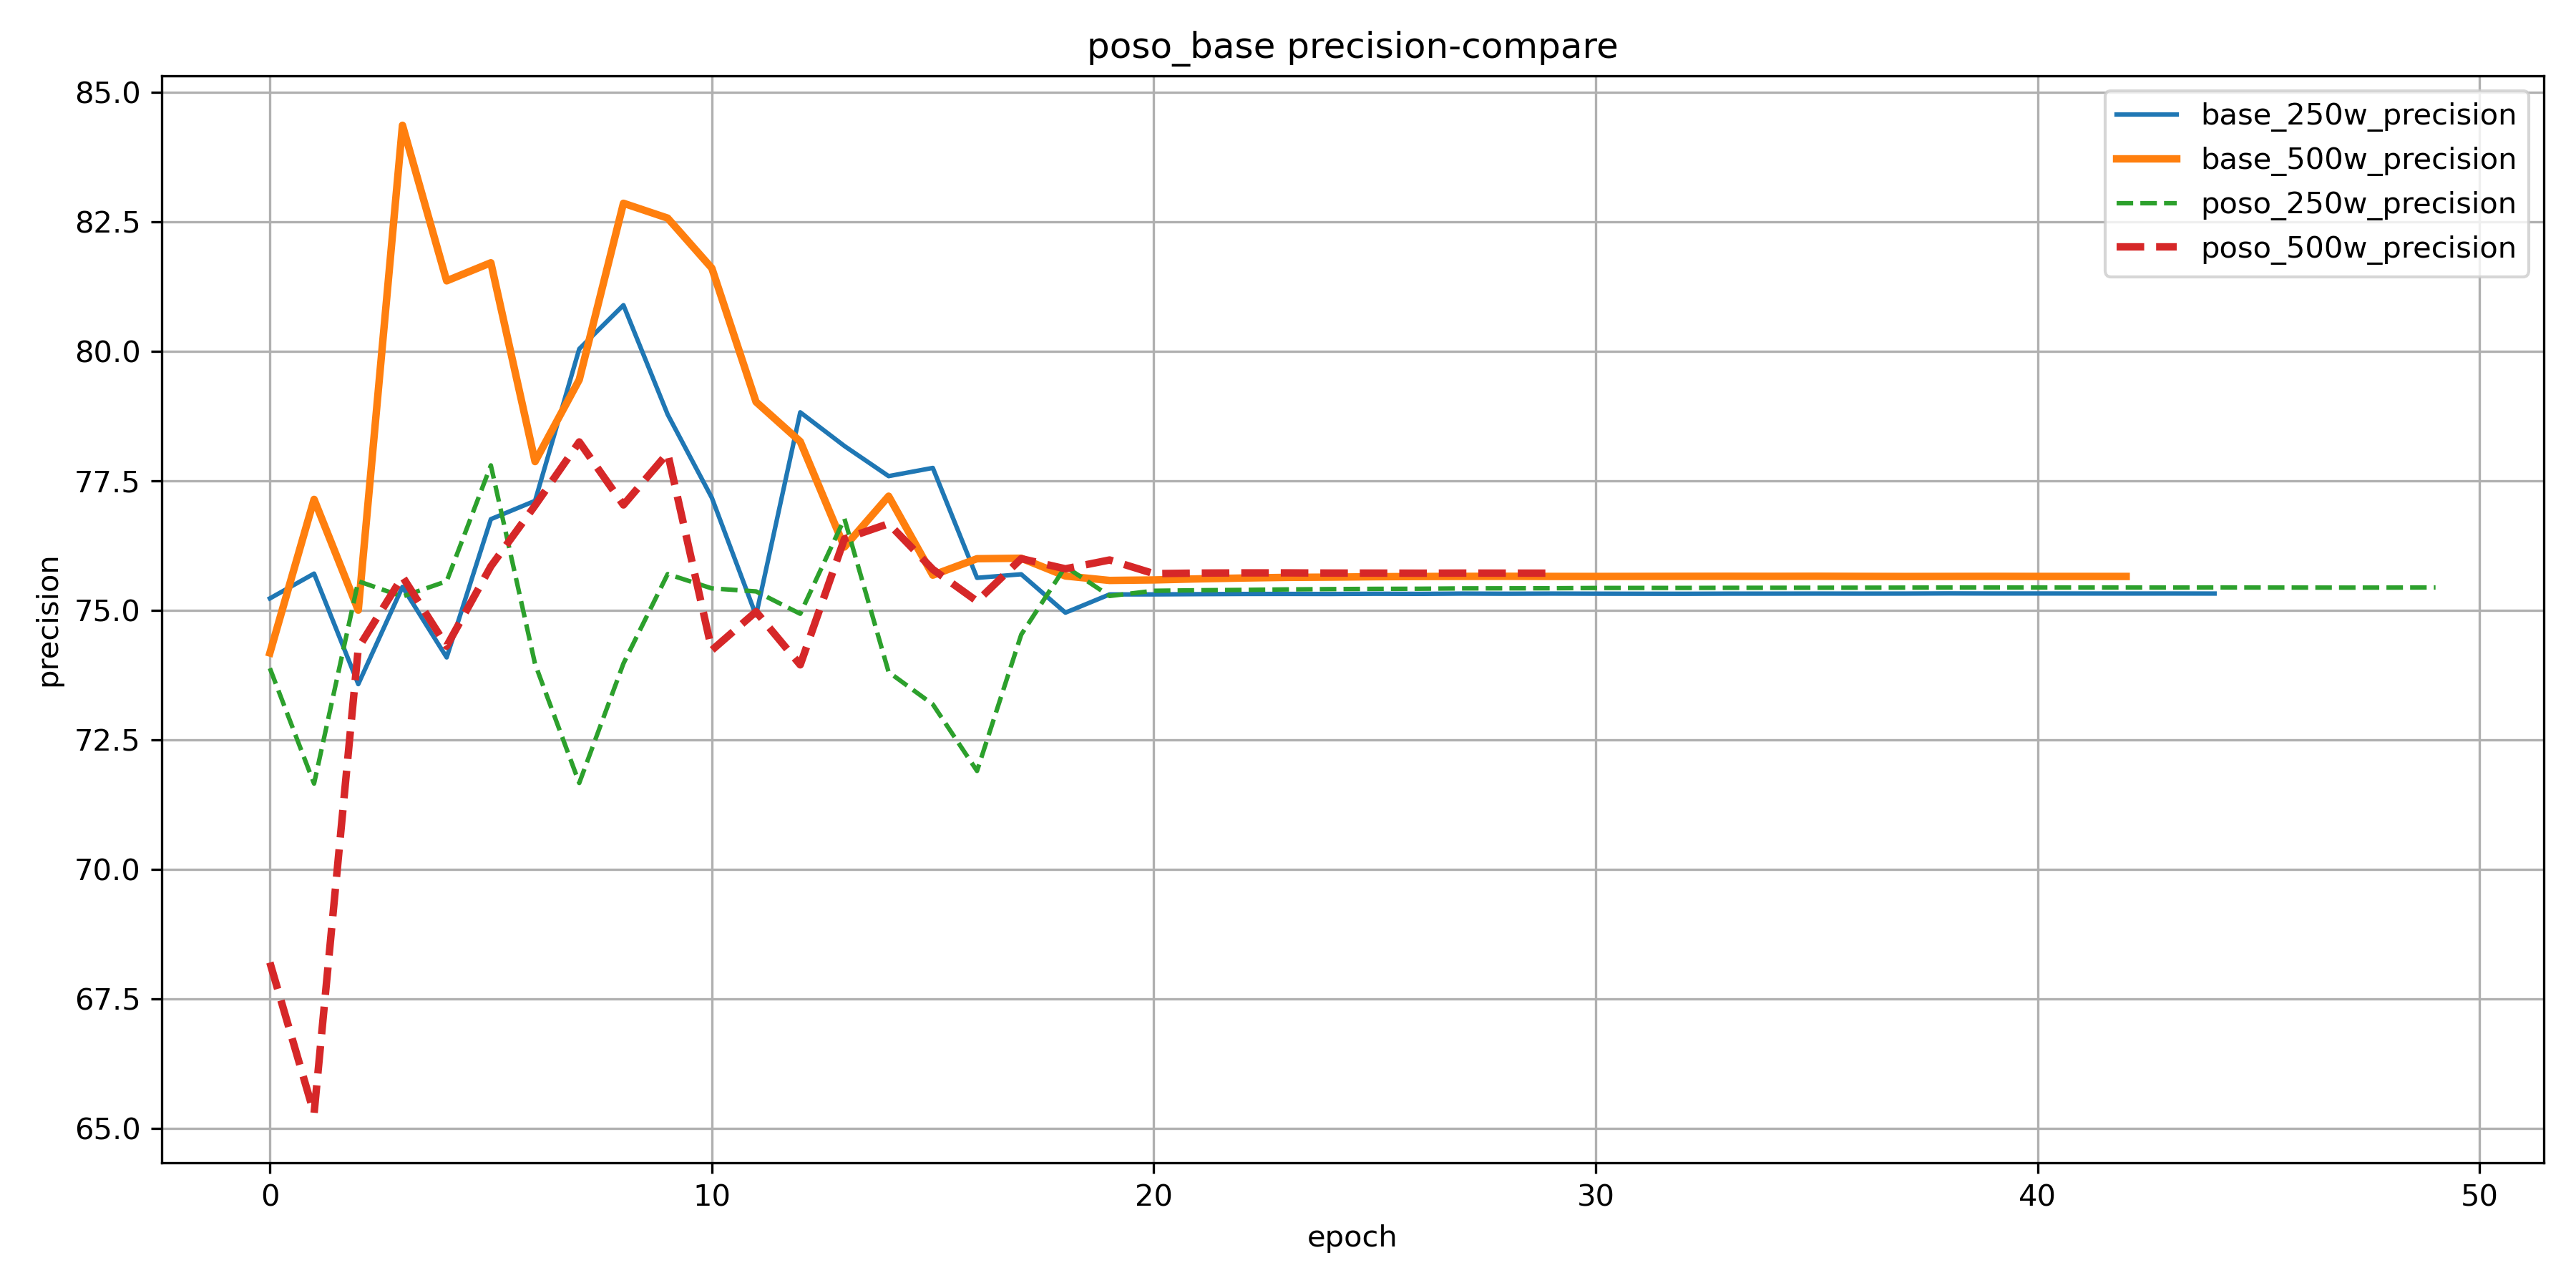 poso_base precision-compare
85.0
82.5
80.0
77.5
75.0
72.5
70.0
67.5
65.0
precision
base_250w_precision
base_500w_precision
poso_250w_precision
poso_500w_precision
0 10 20 30 40 50
epoch